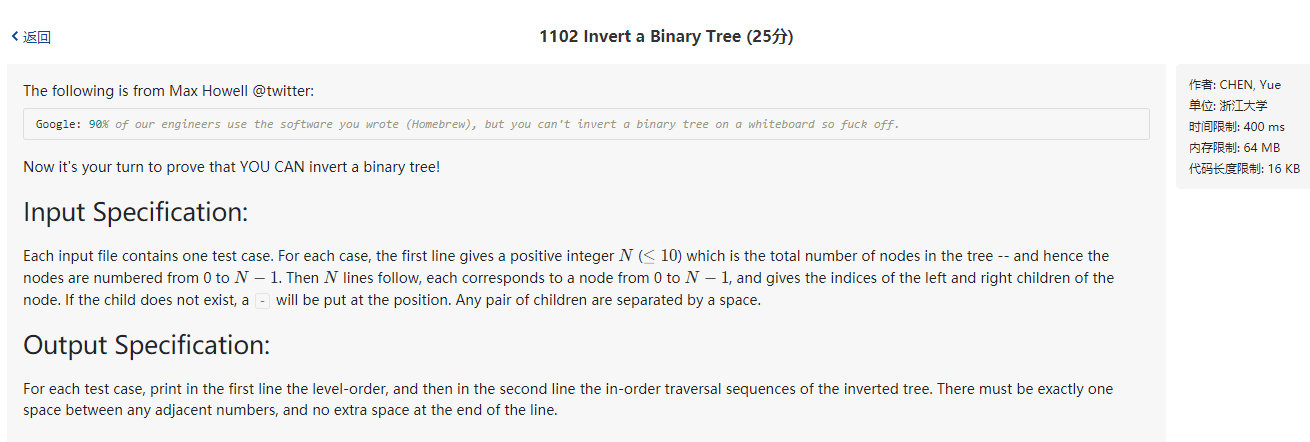 返回
1102 Invert a Binary Tree (25分)
The following is from Max Howell @twitter:
Google: 90% of our engineers use the software you wrote (Homebrew), but you can't invert a binary tree on a whiteboard so fuck off.
Now it's your turn to prove that YOU CAN invert a binary tree!
Input Specification:
Each input file contains one test case. For each case, the first line gives a positive integer N (≤ 10) which is the total number of nodes in the tree -- and hence the
nodes are numbered from 0 to N − 1. Then N lines follow, each corresponds to a node from 0 to N − 1, and gives the indices of the left and right children of the
node. If the child does not exist, a - will be put at the position. Any pair of children are separated by a space.
Output Specification:
For each test case, print in the first line the level-order, and then in the second line the in-order traversal sequences of the inverted tree. There must be exactly one
space between any adjacent numbers, and no extra space at the end of the line.
作者: CHEN, Yue
单位: 浙江大学
时间限制: 400 ms
内存限制: 64 MB
代码长度限制: 16 KB